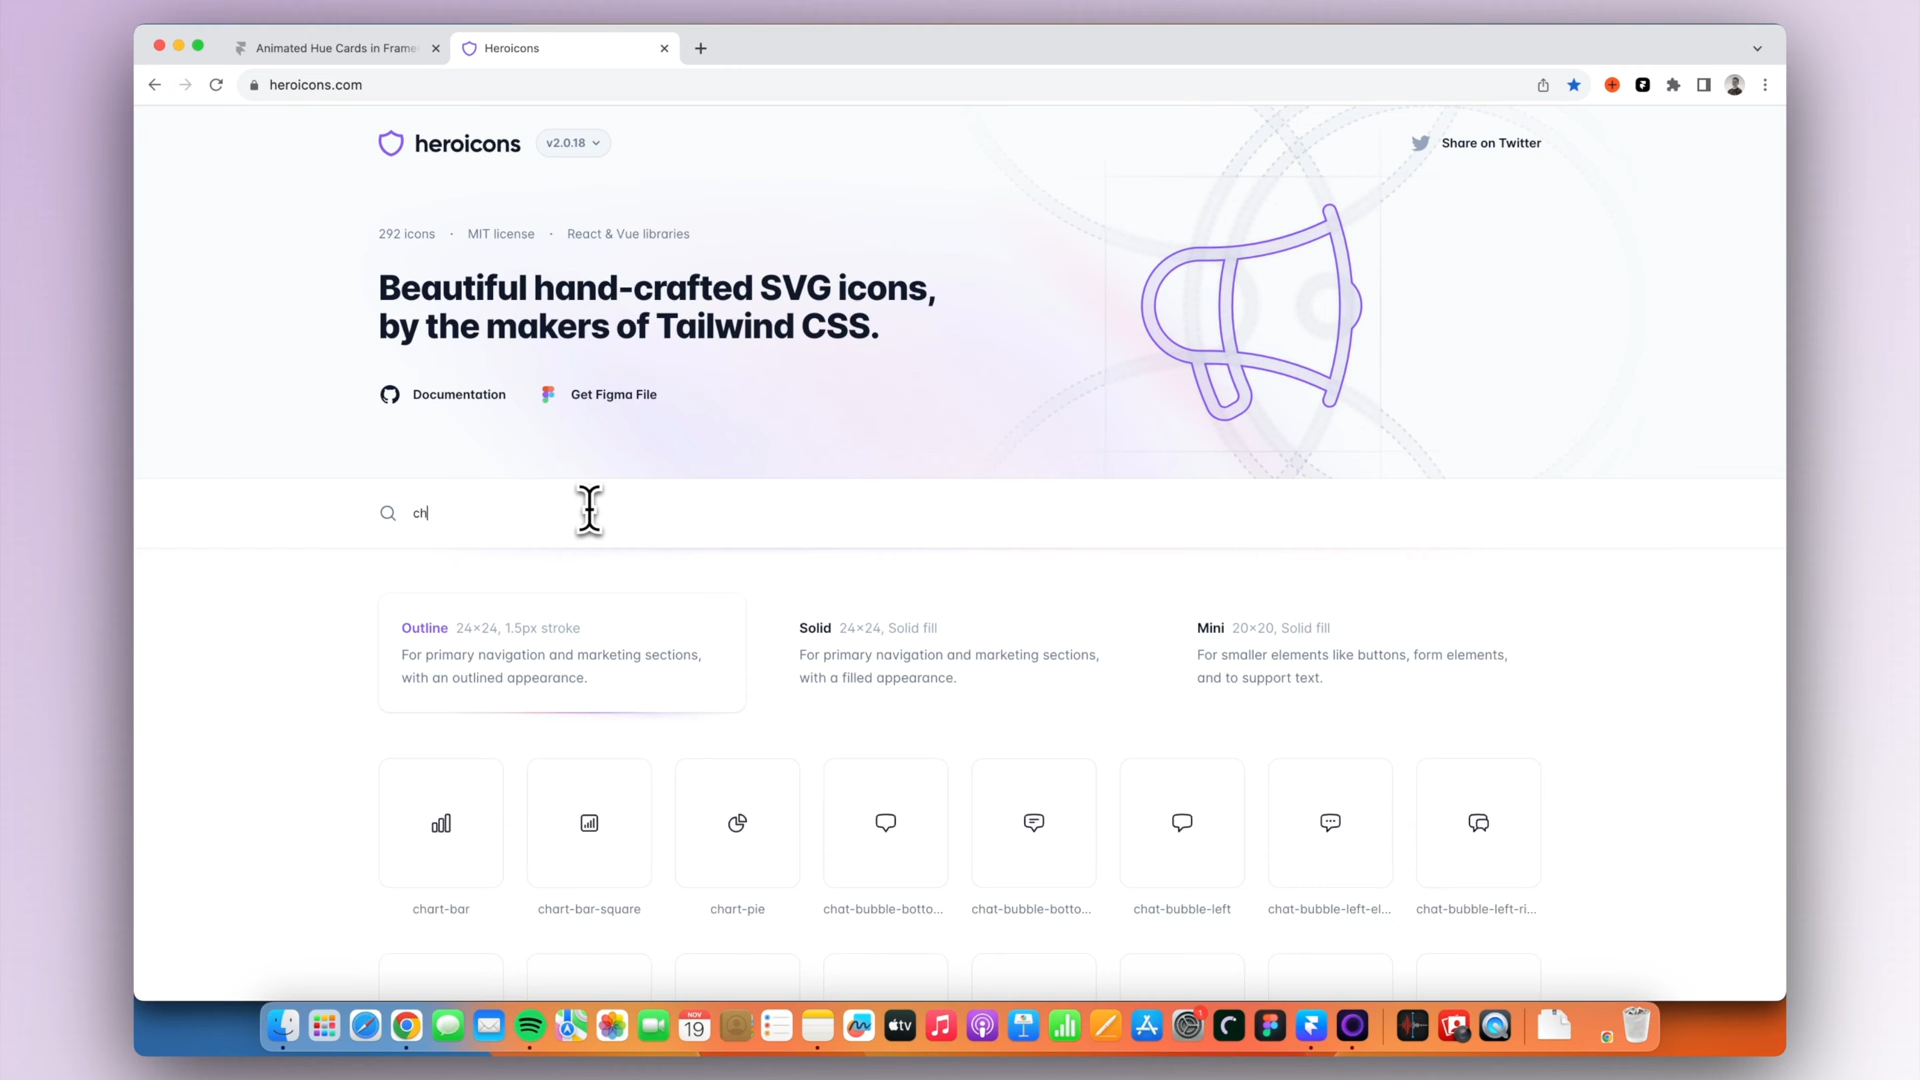 Animated Hue Cards in Frame
Heroicons
heroicons.com
heroicons
v2.0.18
Share on Twitter
292 icons · MIT license · React & Vue libraries
Beautiful hand-crafted SVG icons,
by the makers of Tailwind CSS.
Documentation
Get Figma File
ch
Outline 24×24, 1.5px stroke
For primary navigation and marketing sections,
with an outlined appearance.
Solid 24×24, Solid fill
For primary navigation and marketing sections,
with a filled appearance.
Mini 20×20, Solid fill
For smaller elements like buttons, form elements,
and to support text.
chart-bar
chart-bar-square
chart-pie
chat-bubble-botto...
chat-bubble-botto...
chat-bubble-left
chat-bubble-left-el...
chat-bubble-left-ri...
NOV
19
tv
1